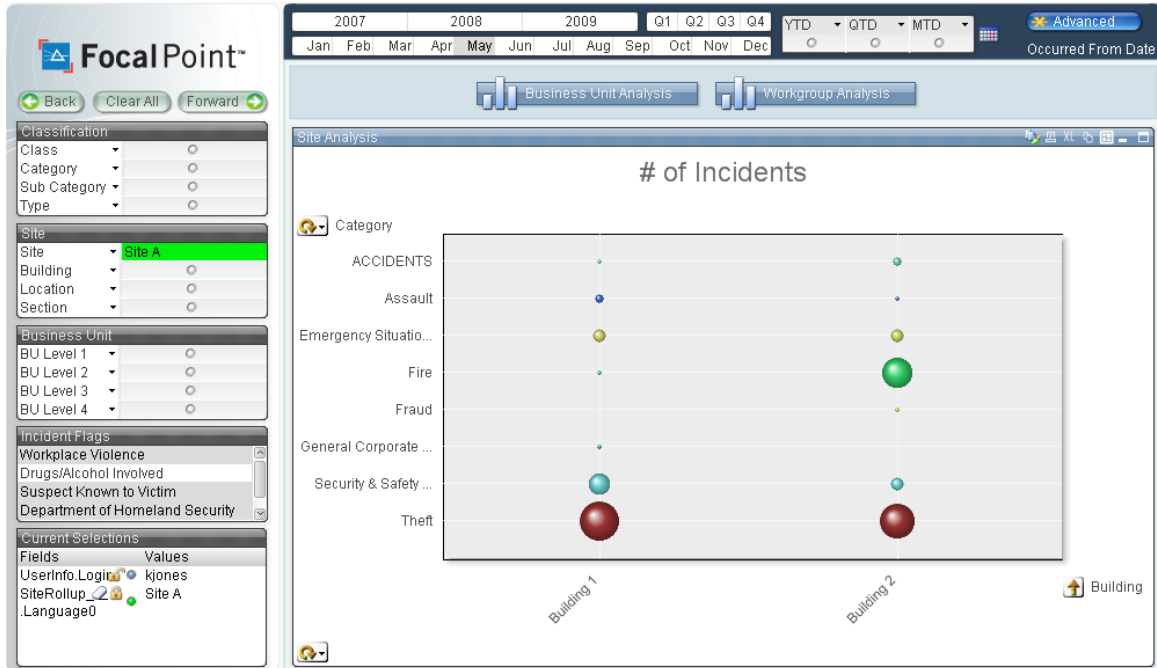 FocalPoint™
Back Clear All Forward
Classification
Class
Category
Sub Category
Type
Site
Site Site A
Building
Location
Section
Business Unit
BU Level 1
BU Level 2
BU Level 3
BU Level 4
Incident Flags
Workplace Violence
Drugs/Alcohol Involved
Suspect Known to Victim
Department of Homeland Security
Current Selections
Fields Values
UserInfo.Login kjones
SiteRollup_ Site A
.Language0
2007 2008 2009 Q1 Q2 Q3 Q4 YTD QTD MTD Advanced
Jan Feb Mar Apr May Jun Jul Aug Sep Oct Nov Dec Occurred From Date
Business Unit Analysis Workgroup Analysis
Site Analysis XL
# of Incidents
Category
ACCIDENTS
Assault
Emergency Situatio...
Fire
Fraud
General Corporate ...
Security & Safety ...
Theft
Building 1 Building 2
Building